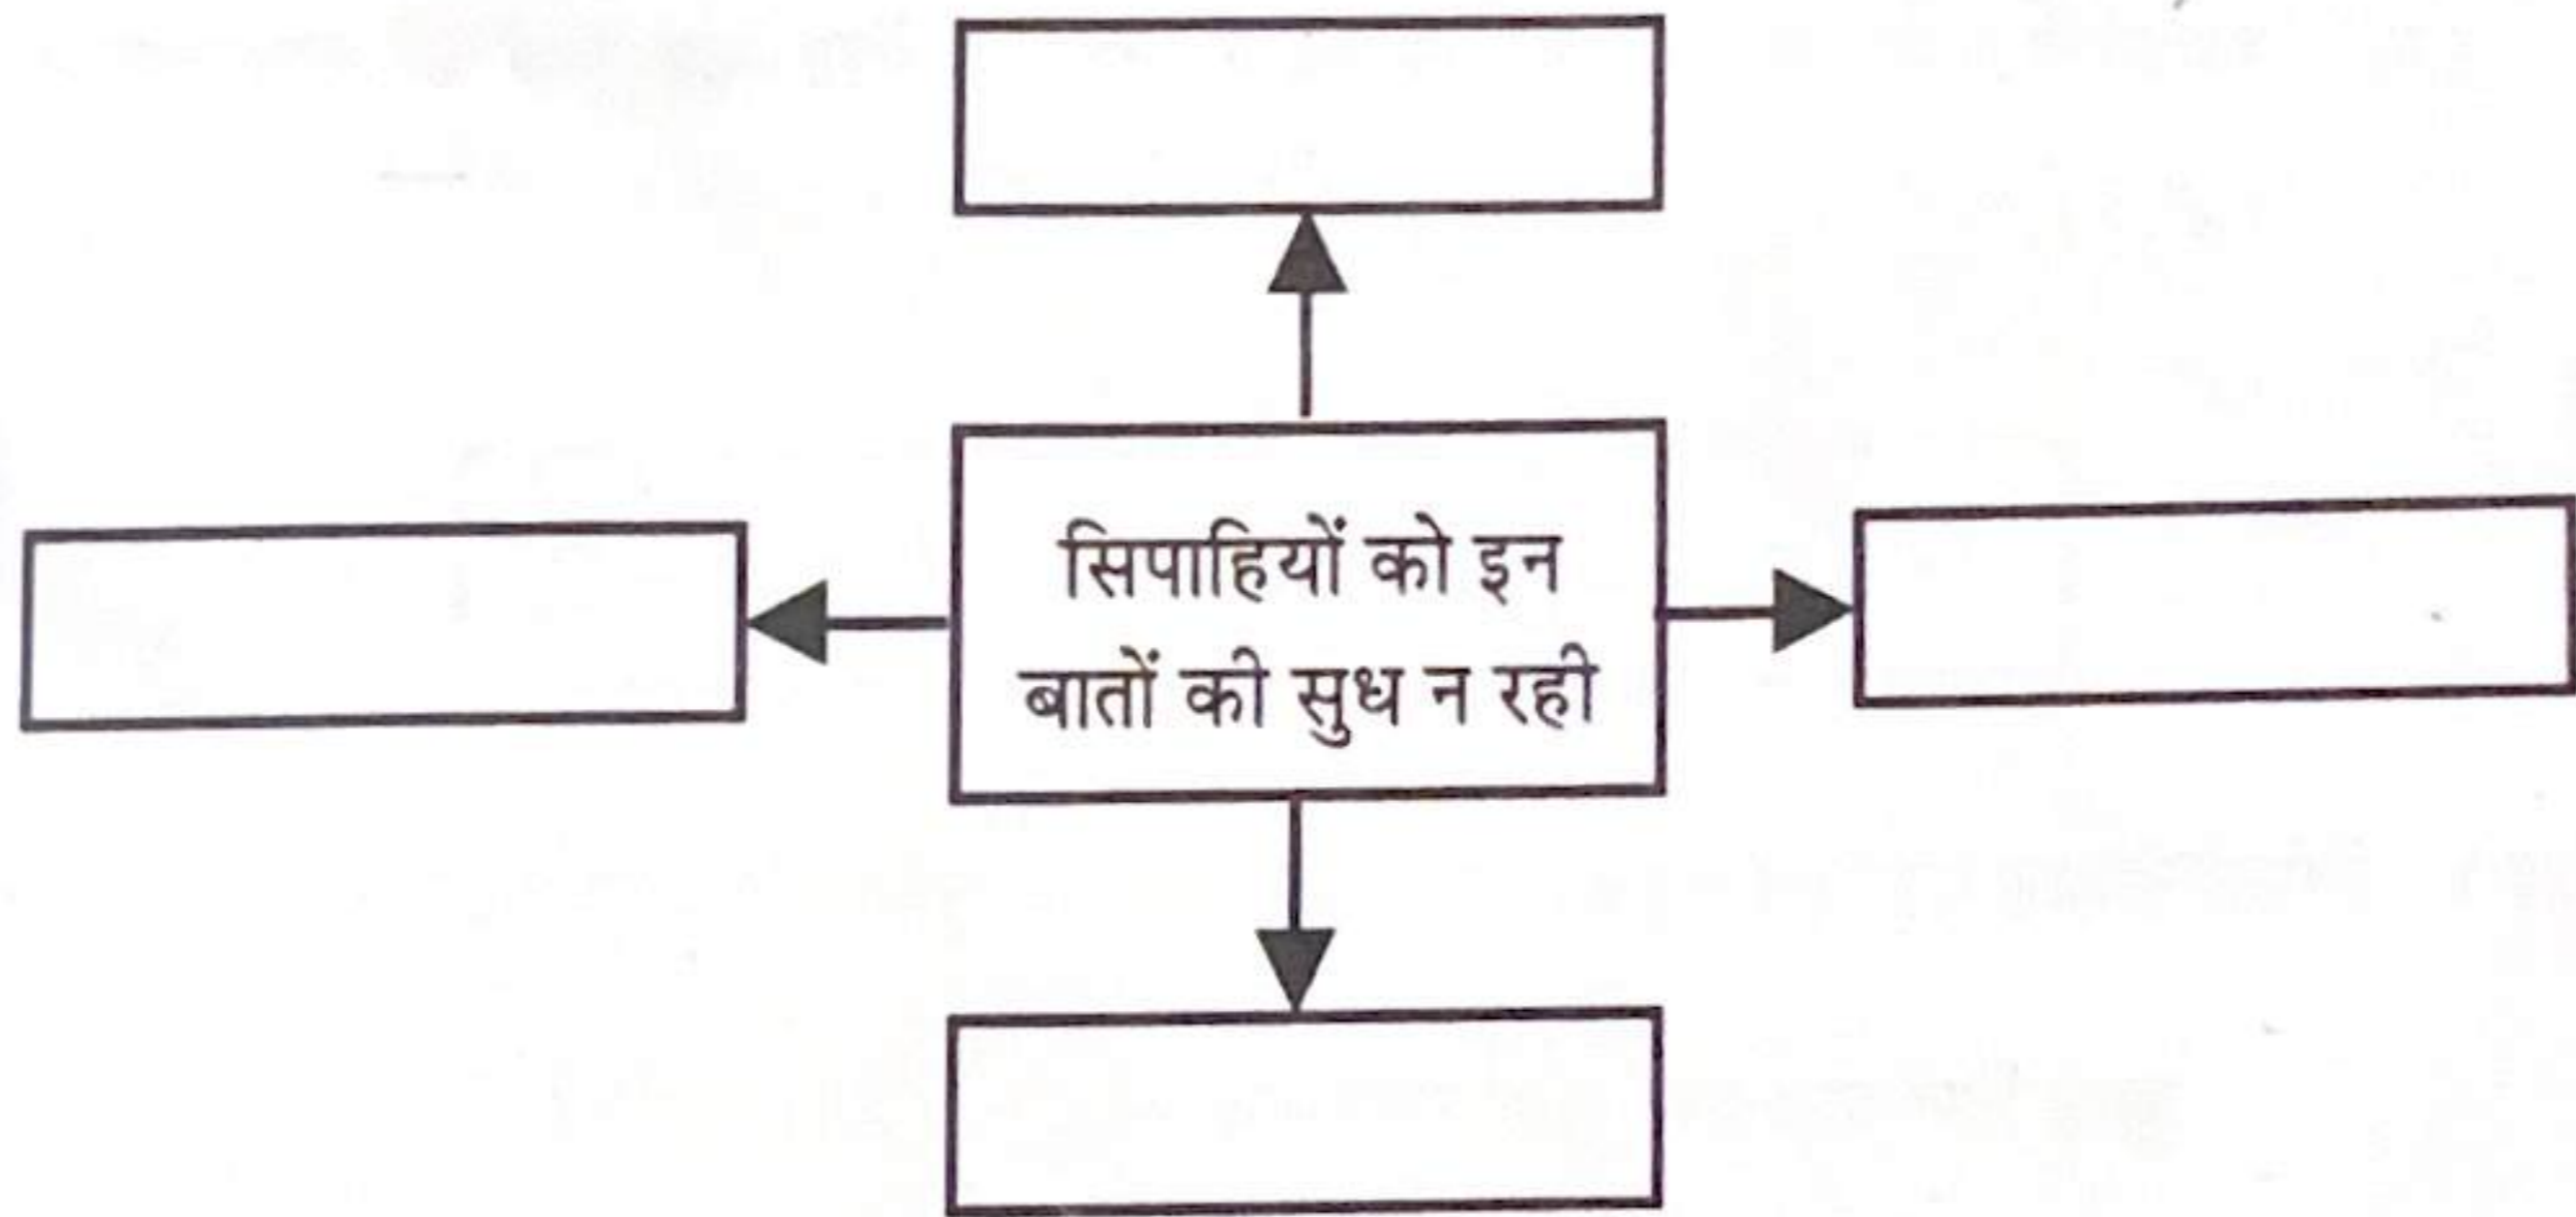 सिपाहियों को इन
बातों की सुध न रही